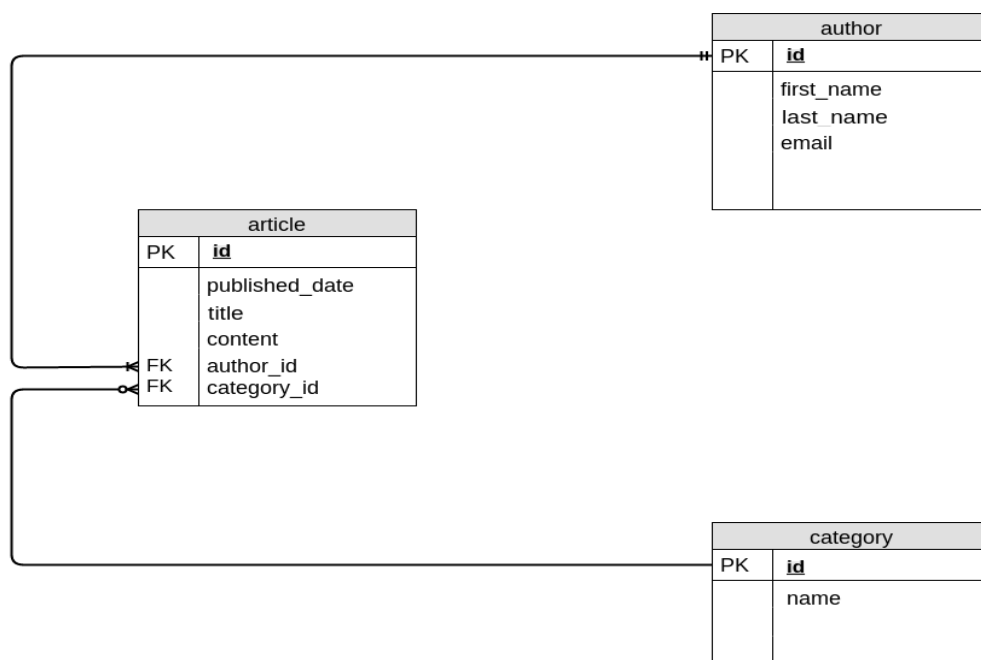 author
PK id
first_name
last_name
email
article
PK id
published_date
title
content
FK author_id
FK category_id
category
PK id
name